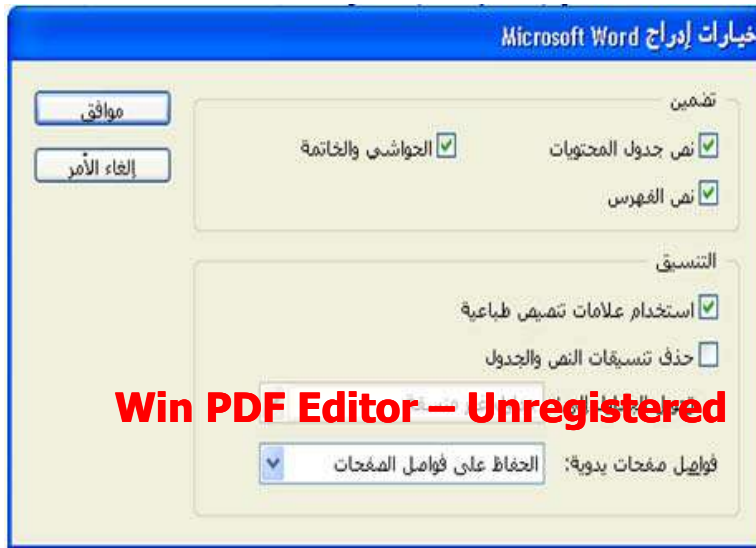 خيارات إدراج Microsoft Word
تضمين
نص جدول المحتويات
الحواشي والخاتمة
نص الفهرس
موافق
إلغاء الأمر
التنسيق
استخدام علامات تنصيص طباعية
حذف تنسيقات النص والجدول
Win PDF Editor – Unregistered
فواصل صفحات يدوية: الحفاظ على فواصل الصفحات